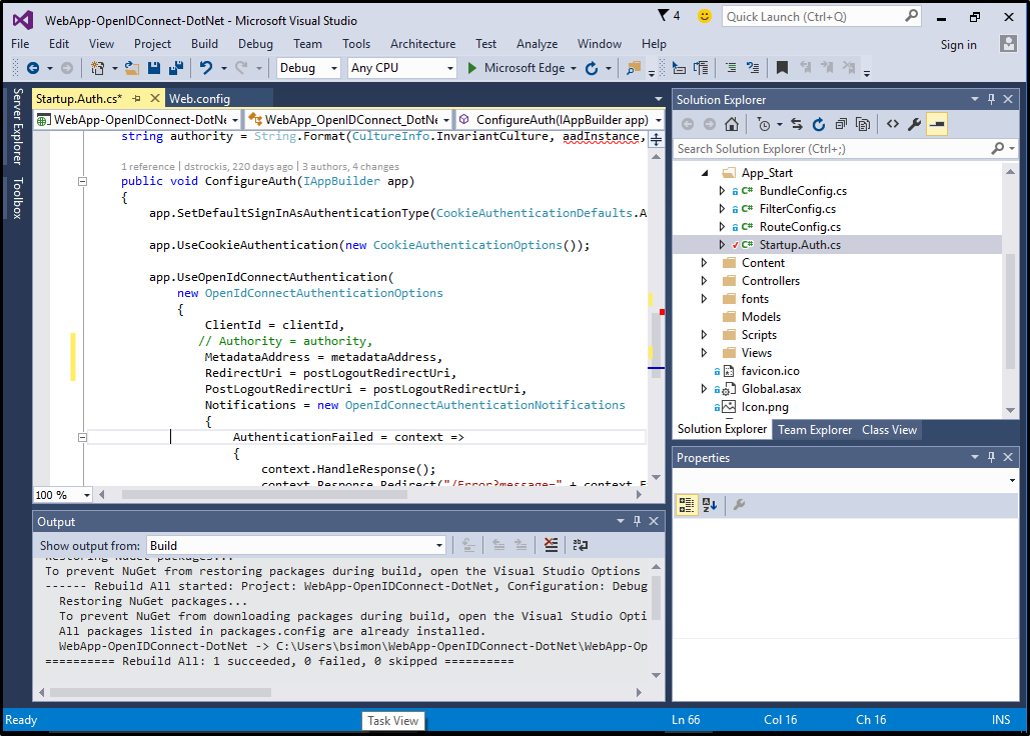 WebApp-OpenIDConnect-DotNet - Microsoft Visual Studio
4
Quick Launch (Ctrl+Q)
File Edit View Project Build Debug Team Tools Architecture Test Analyze Window Help
Sign in
Debug Any CPU Microsoft Edge
Server Explorer
Toolbox
Startup.Auth.cs* Web.config
WebApp-OpenIDConnect-DotNe WebApp_OpenIDConnect_DotNe ConfigureAuth(IAppBuilder app)
string authority = String.Format(CultureInfo.InvariantCulture, aadInstance,
1 reference | dstrockis, 220 days ago | 3 authors, 4 changes
public void ConfigureAuth(IAppBuilder app)
{
app.SetDefaultSignInAsAuthenticationType(CookieAuthenticationDefaults.A
app.UseCookieAuthentication(new CookieAuthenticationOptions());
app.UseOpenIdConnectAuthentication(
new OpenIdConnectAuthenticationOptions
{
ClientId = clientId,
// Authority = authority,
MetadataAddress = metadataAddress,
RedirectUri = postLogoutRedirectUri,
PostLogoutRedirectUri = postLogoutRedirectUri,
Notifications = new OpenIdConnectAuthenticationNotifications
{
AuthenticationFailed = context =>
{
context.HandleResponse();
context.Response.Redirect("/Error?message=" + context.E
100 %
Output
Show output from: Build
Restoring NuGet packages...
To prevent NuGet from restoring packages during build, open the Visual Studio Options
------ Rebuild All started: Project: WebApp-OpenIDConnect-DotNet, Configuration: Debug
Restoring NuGet packages...
To prevent NuGet from downloading packages during build, open the Visual Studio Opti
All packages listed in packages.config are already installed.
WebApp-OpenIDConnect-DotNet -> C:\Users\bsimon\WebApp-OpenIDConnect-DotNet\WebApp-Op
========== Rebuild All: 1 succeeded, 0 failed, 0 skipped ==========
Solution Explorer
Search Solution Explorer (Ctrl+;)
App_Start
C# BundleConfig.cs
C# FilterConfig.cs
C# RouteConfig.cs
C# Startup.Auth.cs
Content
Controllers
fonts
Models
Scripts
Views
favicon.ico
Global.asax
Icon.png
Solution Explorer Team Explorer Class View
Properties
Ready
Task View
Ln 66 Col 16 Ch 16 INS